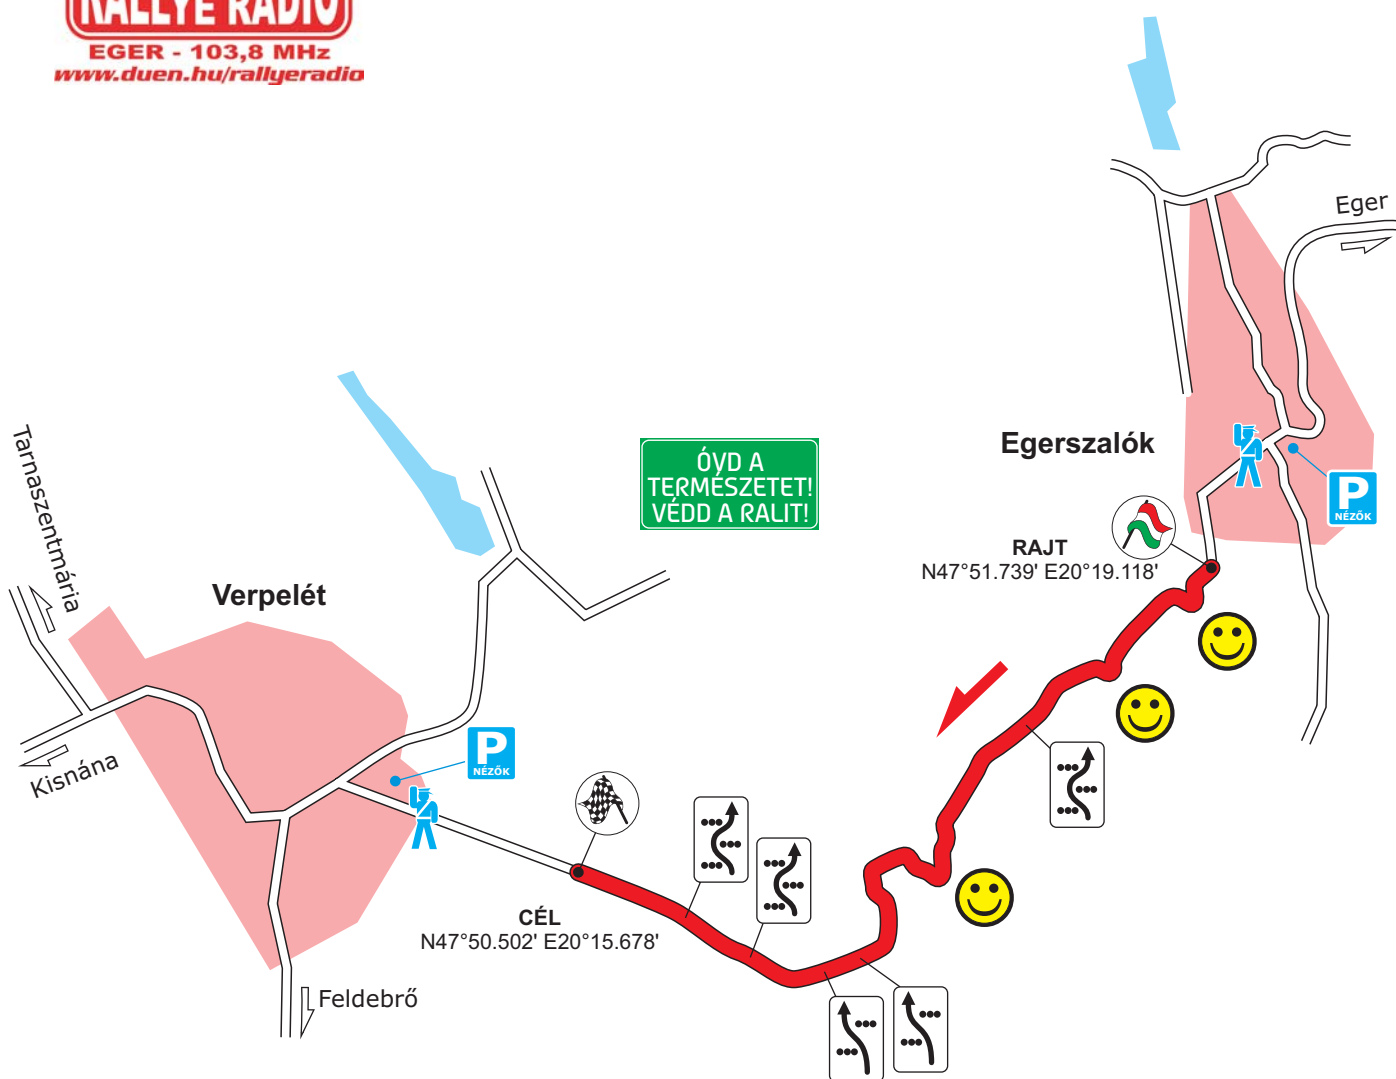 RALLYE RADIO
EGER - 103,8 MHz
www.duen.hu/rallyeradio
Eger
Egerszalók
P
NÉZŐK
RAJT
N47°51.739' E20°19.118'
ÓVD A
TERMÉSZETET!
VÉDD A RALIT!
Tarnaszentmária
Verpelét
Kisnána
P
NÉZŐK
CÉL
N47°50.502' E20°15.678'
Feldebrő